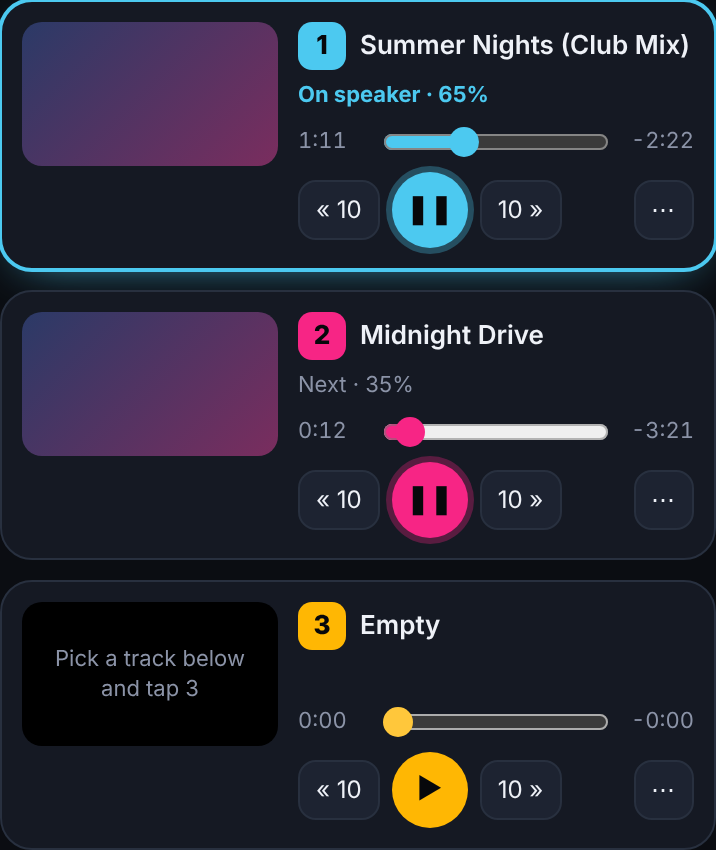 1 Summer Nights (Club Mix)
On speaker · 65%
1:11 -2:22
« 10 10 » ···
2 Midnight Drive
Next · 35%
0:12 -3:21
« 10 10 » ···
Pick a track below
and tap 3
3 Empty
0:00 -0:00
« 10 10 » ···